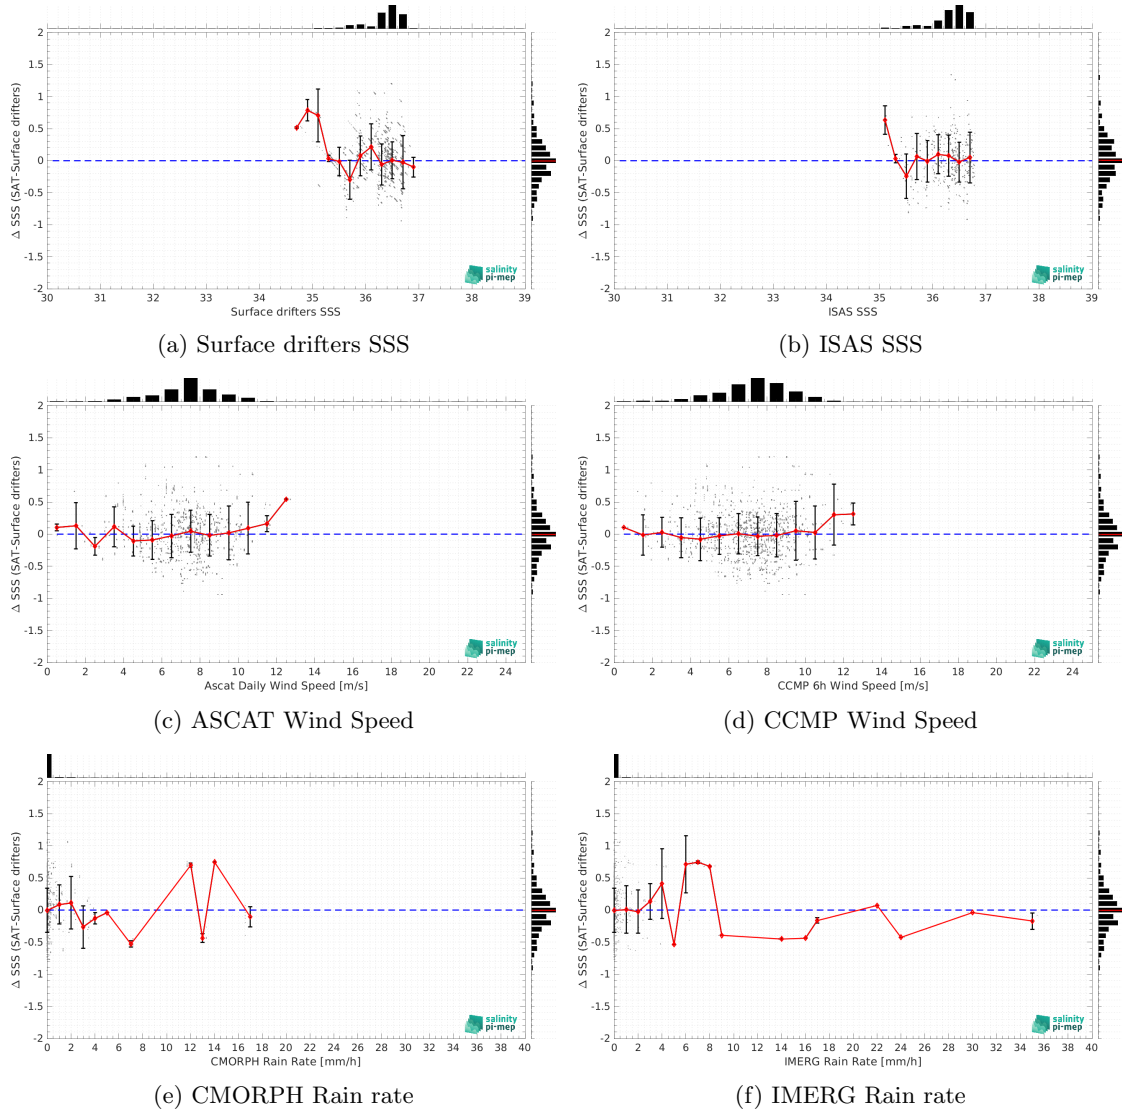 2
1.5
1
0.5
0
-0.5
-1
-1.5
-2
Δ SSS (SAT-Surface drifters)
salinity
pi-mep
30 31 32 33 34 35 36 37 38 39
Surface drifters SSS
(a) Surface drifters SSS
2
1.5
1
0.5
0
-0.5
-1
-1.5
-2
Δ SSS (SAT-Surface drifters)
salinity
pi-mep
30 31 32 33 34 35 36 37 38 39
ISAS SSS
(b) ISAS SSS
2
1.5
1
0.5
0
-0.5
-1
-1.5
-2
Δ SSS (SAT-Surface drifters)
salinity
pi-mep
0 2 4 6 8 10 12 14 16 18 20 22 24
Ascat Daily Wind Speed [m/s]
(c) ASCAT Wind Speed
2
1.5
1
0.5
0
-0.5
-1
-1.5
-2
Δ SSS (SAT-Surface drifters)
salinity
pi-mep
0 2 4 6 8 10 12 14 16 18 20 22 24
CCMP 6h Wind Speed [m/s]
(d) CCMP Wind Speed
2
1.5
1
0.5
0
-0.5
-1
-1.5
-2
Δ SSS (SAT-Surface drifters)
salinity
pi-mep
0 2 4 6 8 10 12 14 16 18 20 22 24 26 28 30 32 34 36 38 40
CMORPH Rain Rate [mm/h]
(e) CMORPH Rain rate
2
1.5
1
0.5
0
-0.5
-1
-1.5
-2
Δ SSS (SAT-Surface drifters)
salinity
pi-mep
0 2 4 6 8 10 12 14 16 18 20 22 24 26 28 30 32 34 36 38 40
IMERG Rain Rate [mm/h]
(f) IMERG Rain rate